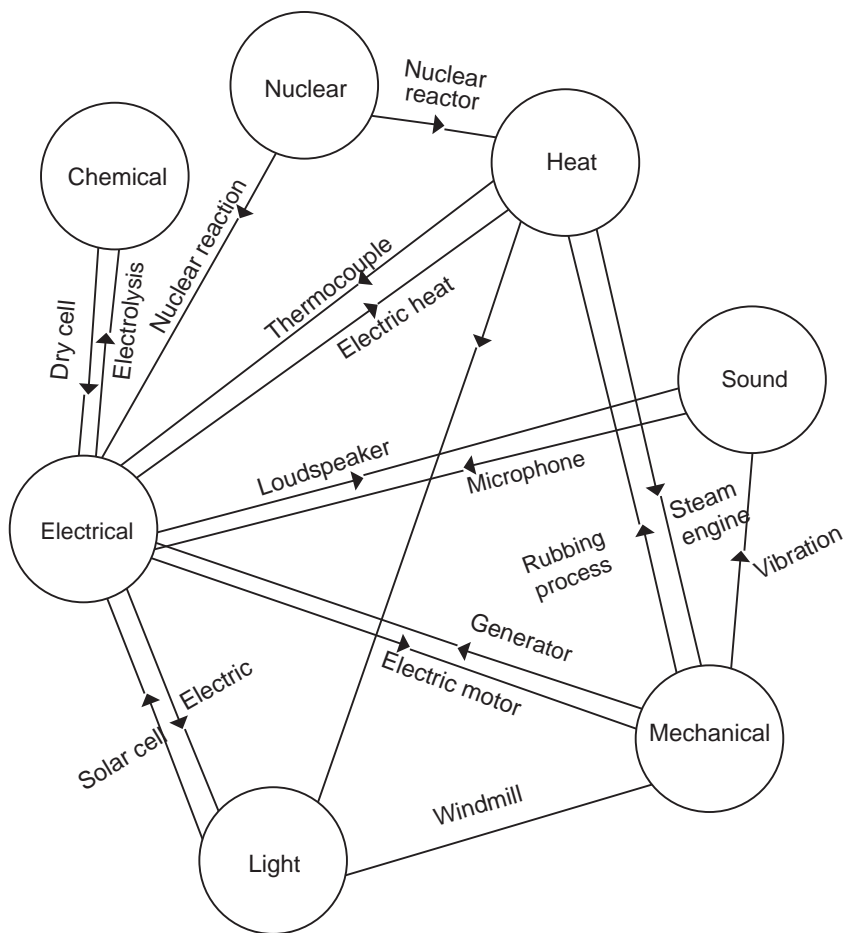 Nuclear
Nuclear
reactor
Heat
Chemical
Nuclear reaction
Thermocouple
Electric heat
Dry cell
Electrolysis
Sound
Loudspeaker
Microphone
Electrical
Steam
engine
Rubbing
process
Vibration
Generator
Electric motor
Electric
Solar cell
Mechanical
Windmill
Light